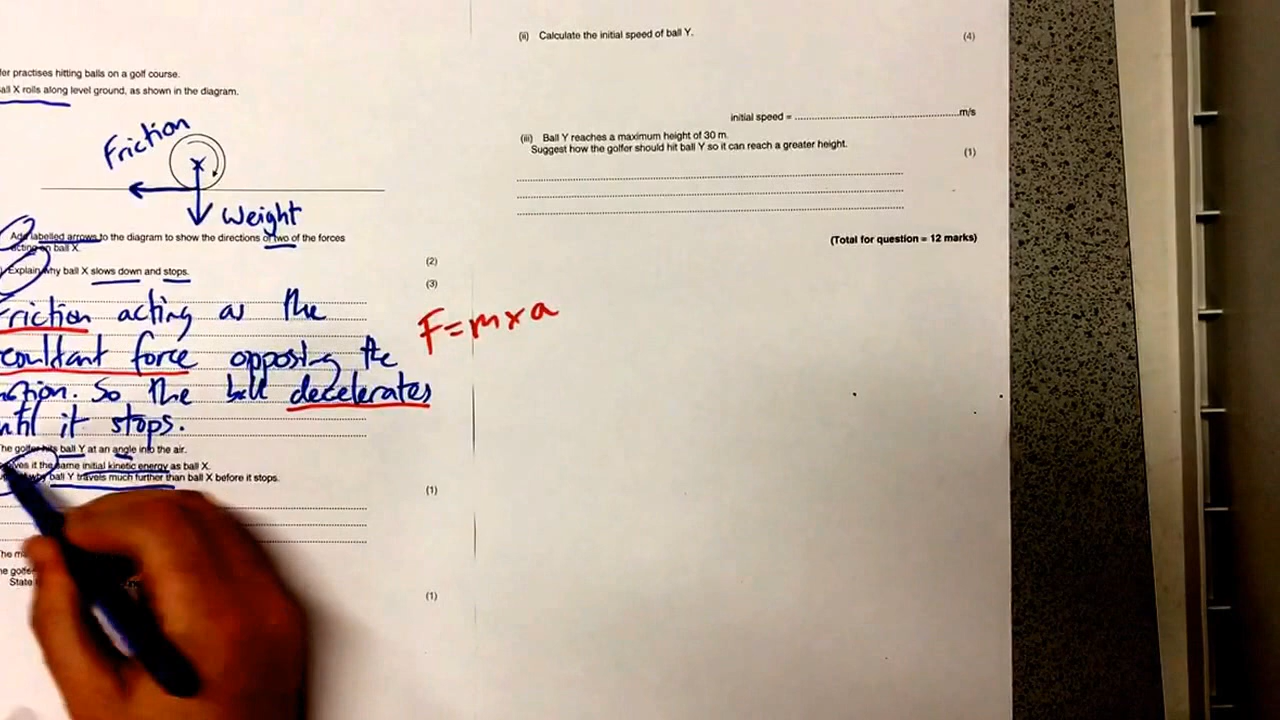 er practises hitting balls on a golf course.
all X rolls along level ground, as shown in the diagram.
Friction
Weight
Add labelled arrows to the diagram to show the directions of two of the forces
acting on ball X.
(2)
Explain why ball X slows down and stops.
(3)
riction acting as the
opposing the
So the ball decelerates
ntil it stops.
F=m×a
he golfer hits ball Y at an angle into the air.
it the same initial kinetic energy as ball X.
why ball Y travels much further than ball X before it stops.
(1)
he golfe
State
(1)
(ii) Calculate the initial speed of ball Y.
(4)
initial speed = ........................................................m/s
(iii) Ball Y reaches a maximum height of 30 m.
Suggest how the golfer should hit ball Y so it can reach a greater height.
(1)
(Total for question = 12 marks)